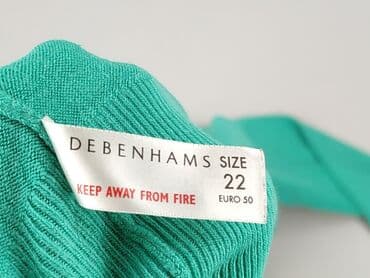 DEBENHAMS SIZE
22
KEEP AWAY FROM FIRE EURO 50